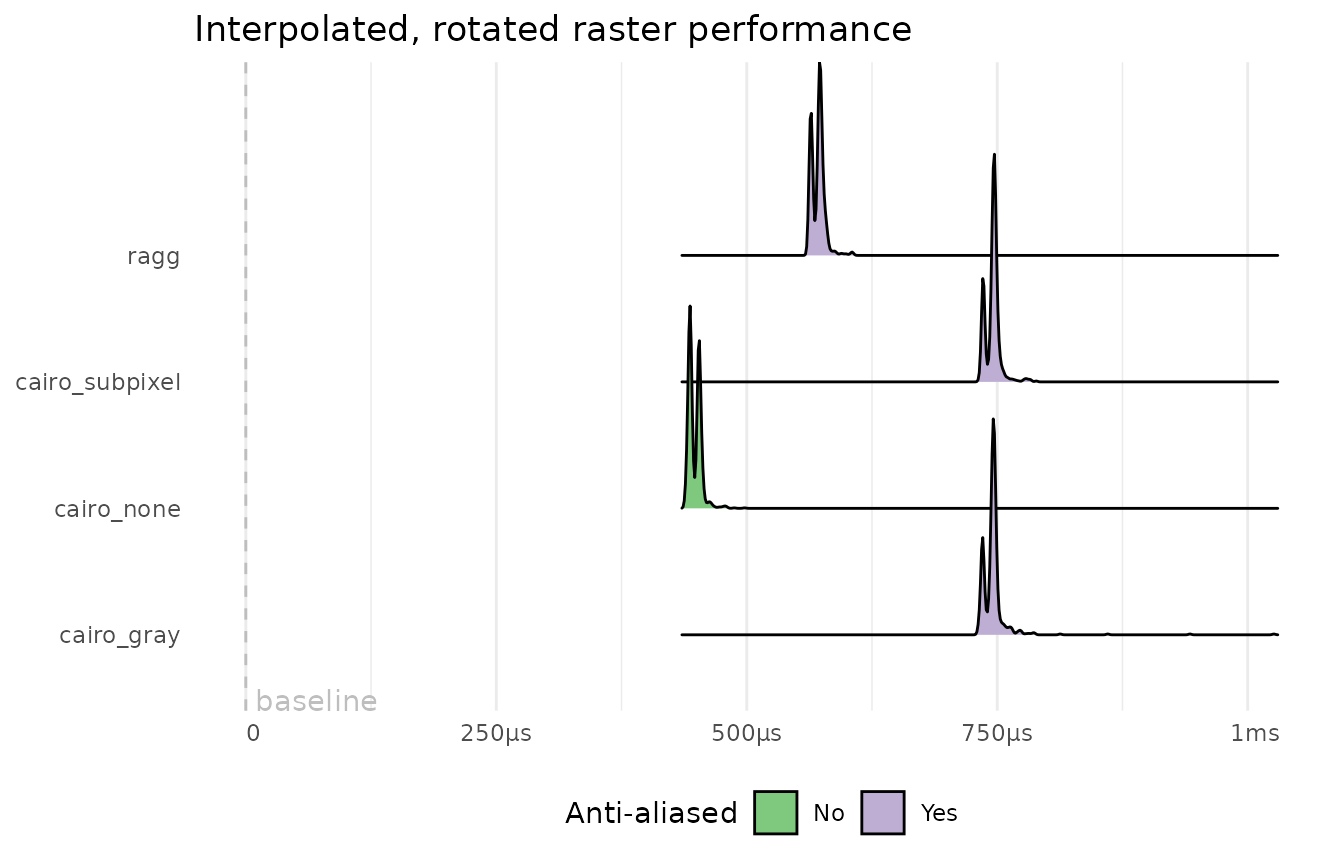 Interpolated, rotated raster performance
ragg
cairo_subpixel
cairo_none
cairo_gray
baseline
0 250µs 500µs 750µs 1ms
Anti-aliased No Yes